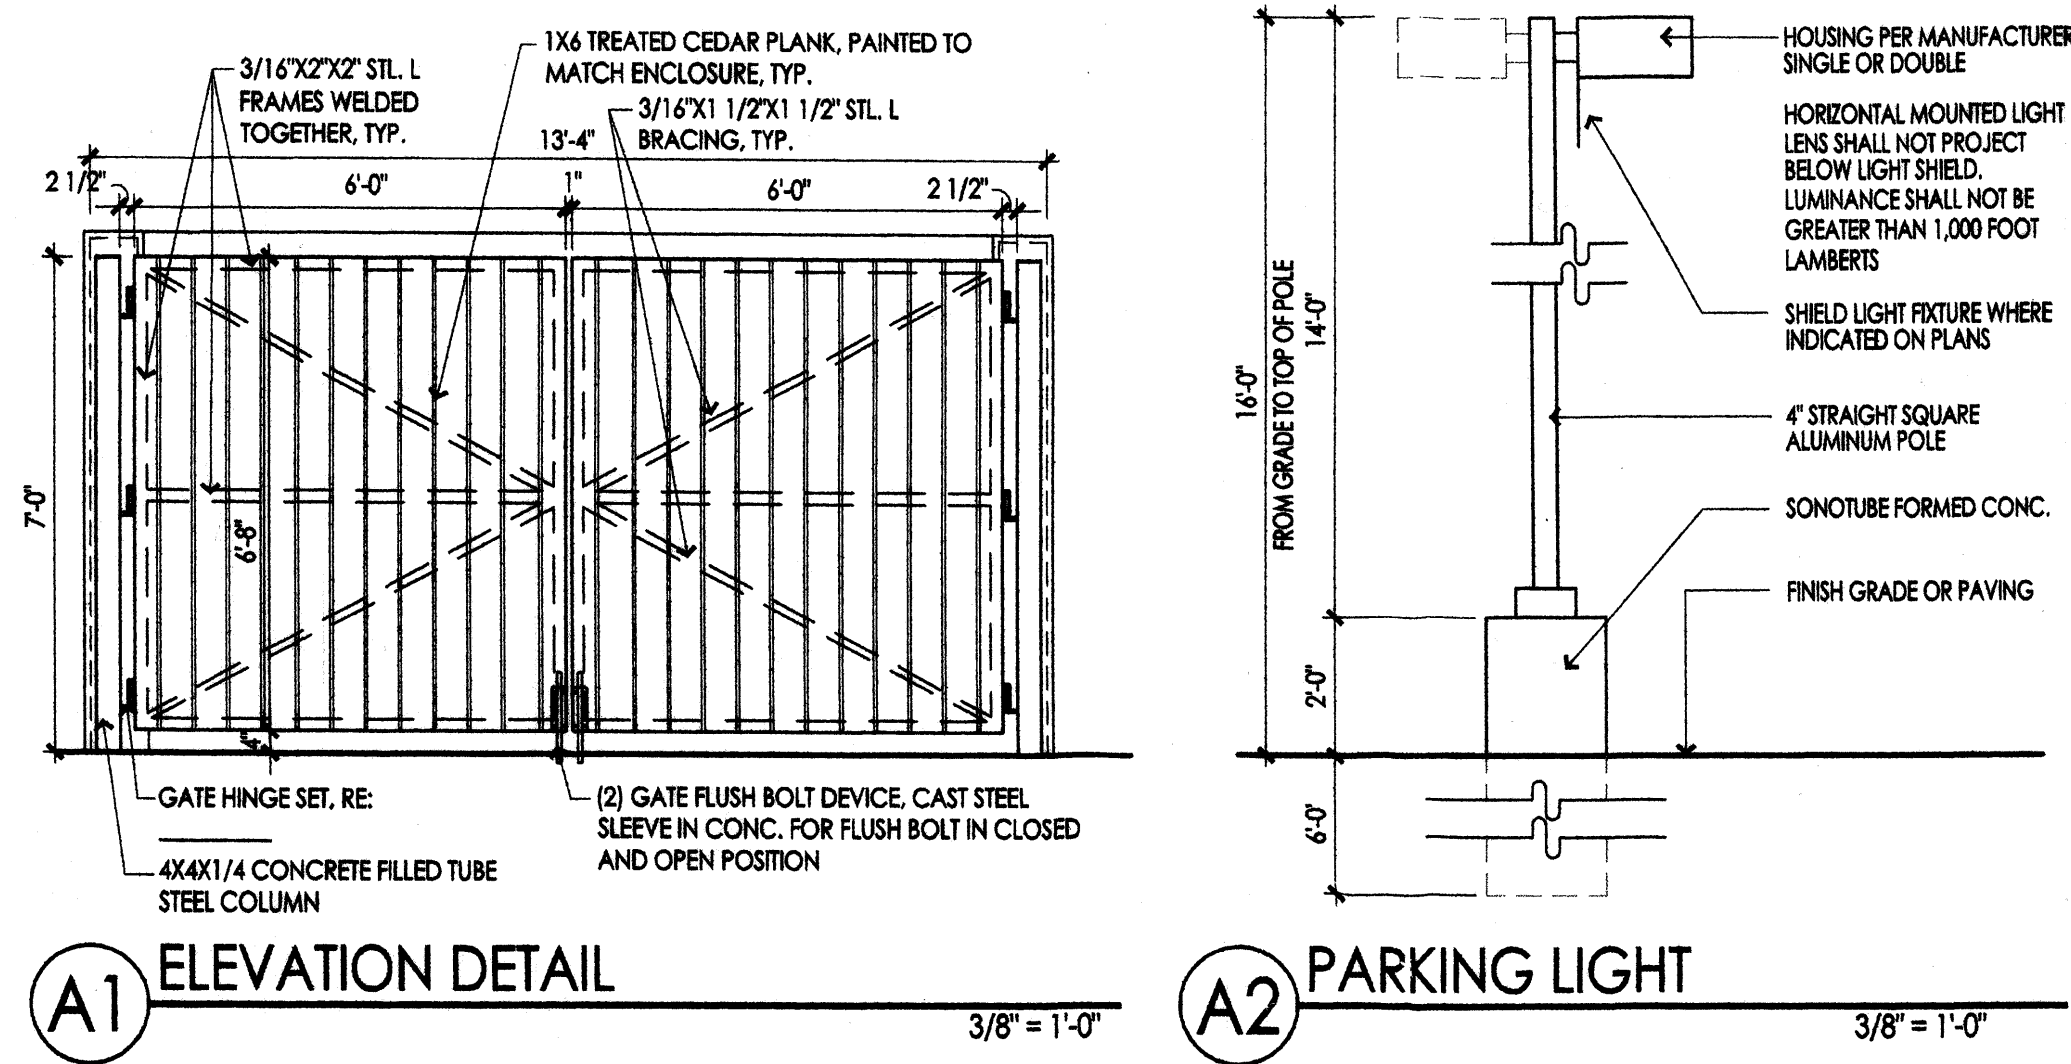 3/16"X2"X2" STL. L
FRAMES WELDED
TOGETHER, TYP.
1X6 TREATED CEDAR PLANK, PAINTED TO
MATCH ENCLOSURE, TYP.
3/16"X1 1/2"X1 1/2" STL. L
BRACING, TYP.
13'-4"
2 1/2"
6'-0"
1"
6'-0"
2 1/2"
7'-0"
6'-8"
4"
GATE HINGE SET, RE:
4X4X1/4 CONCRETE FILLED TUBE
STEEL COLUMN
(2) GATE FLUSH BOLT DEVICE, CAST STEEL
SLEEVE IN CONC. FOR FLUSH BOLT IN CLOSED
AND OPEN POSITION
A1
ELEVATION DETAIL
3/8" = 1'-0"
HOUSING PER MANUFACTURER
SINGLE OR DOUBLE
HORIZONTAL MOUNTED LIGHT
LENS SHALL NOT PROJECT
BELOW LIGHT SHIELD.
LUMINANCE SHALL NOT BE
GREATER THAN 1,000 FOOT
LAMBERTS
SHIELD LIGHT FIXTURE WHERE
INDICATED ON PLANS
4" STRAIGHT SQUARE
ALUMINUM POLE
SONOTUBE FORMED CONC.
FINISH GRADE OR PAVING
16'-0"
FROM GRADE TO TOP OF POLE
14'-0"
2'-0"
6'-0'
A2
PARKING LIGHT
3/8" = 1'-0"